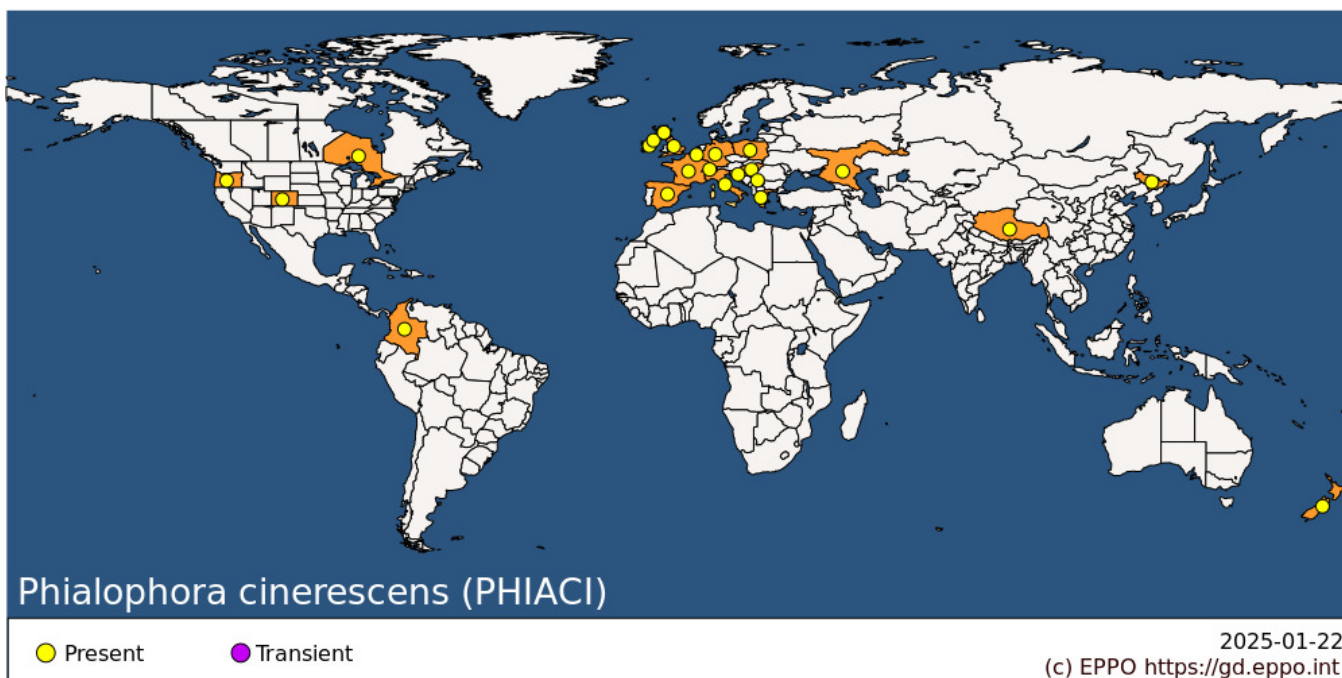 Phialophora cinerescens (PHIACI)
Present
Transient
2025-01-22
(c) EPPO https://gd.eppo.int